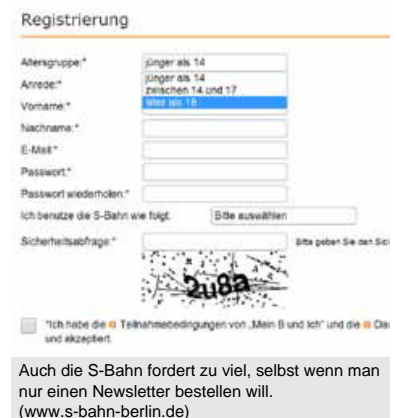 Registrierung
Altersgruppe:* jünger als 14
jünger als 14
Anrede:* zwischen 14 und 17
älter als 18
Vorname:*
Nachname:*
E-Mail:*
Passwort:*
Passwort wiederholen:*
Ich benutze die S-Bahn wie folgt: Bitte auswählen
Sicherheitsabfrage:* Bitte geben Sie den Sic
2u8a
*Ich habe die Teilnahmebedingungen von „Mein B und Ich" und die Da
und akzeptiert.
Auch die S-Bahn fordert zu viel, selbst wenn man
nur einen Newsletter bestellen will.
(www.s-bahn-berlin.de)